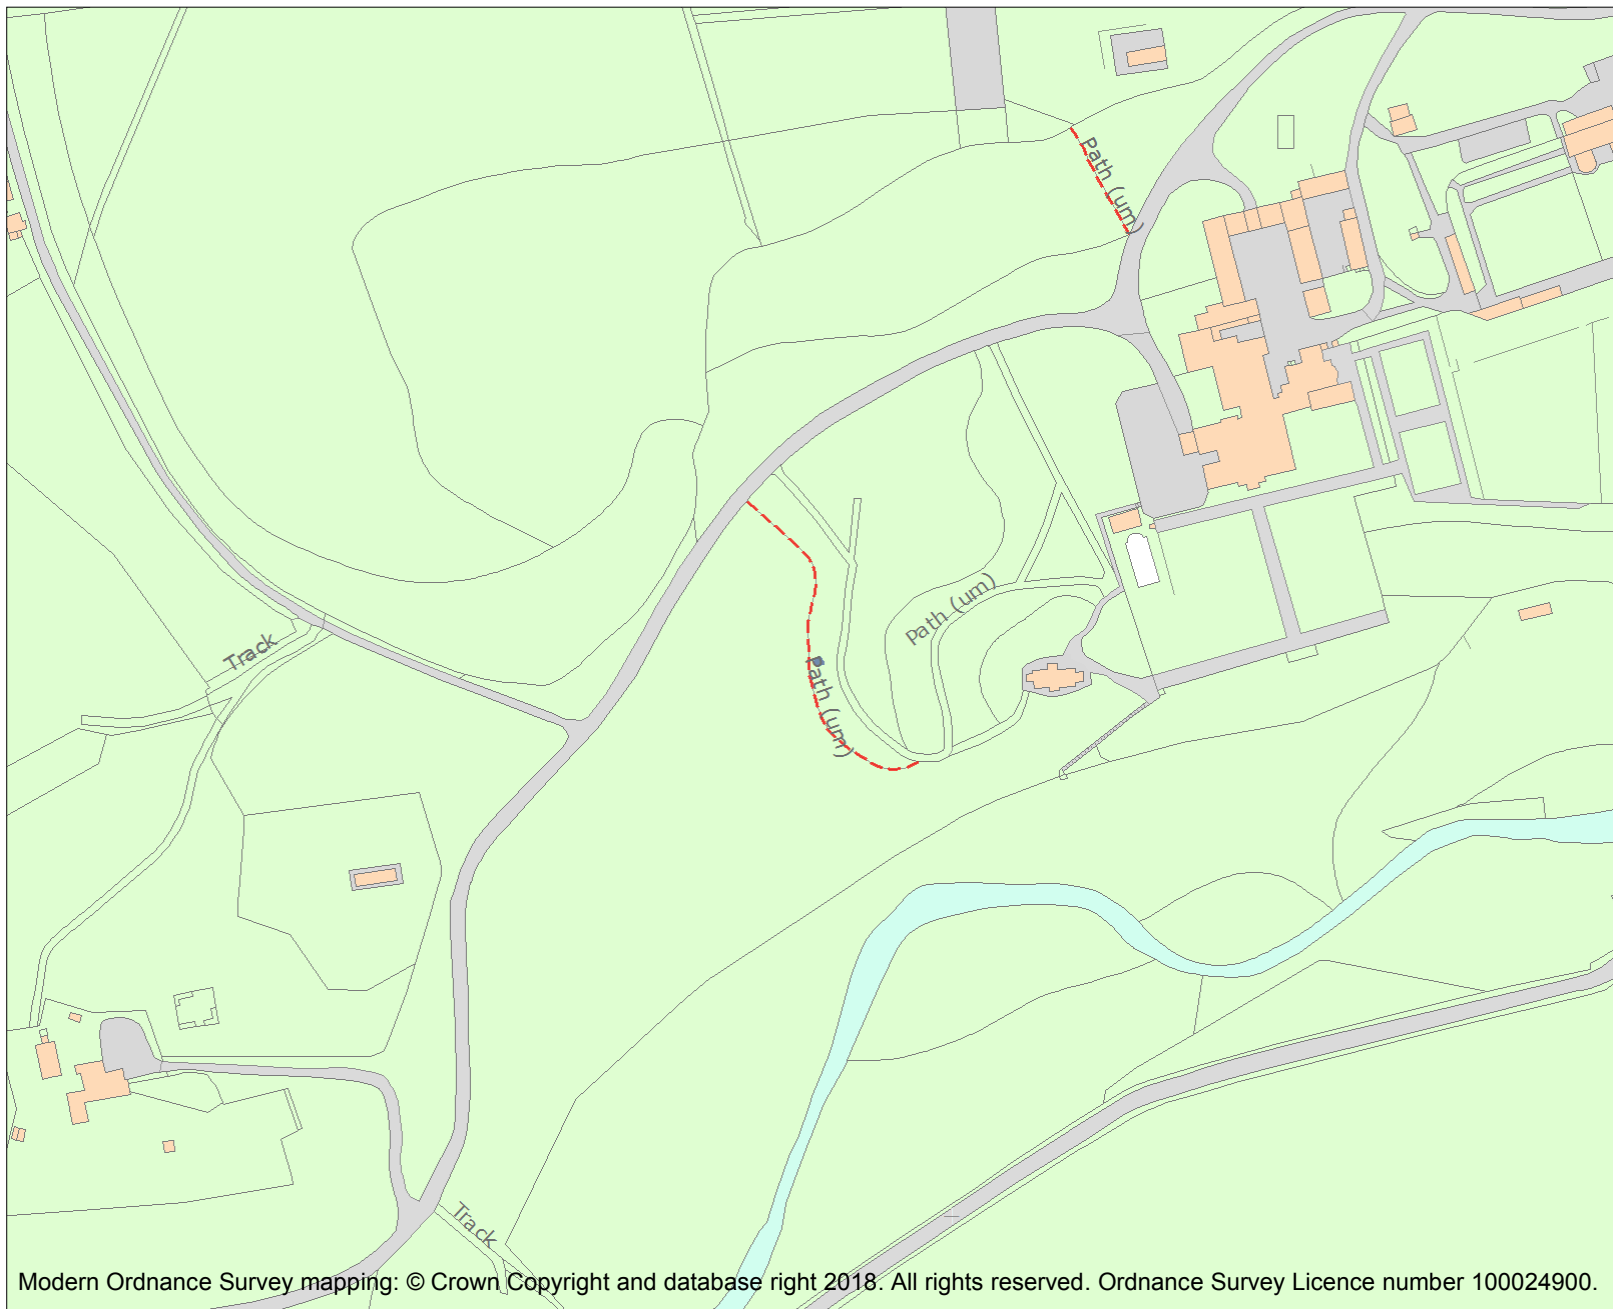 Path (um)
Path (um)
Track
Path (um)
Track
Modern Ordnance Survey mapping: © Crown Copyright and database right 2018. All rights reserved. Ordnance Survey Licence number 100024900.